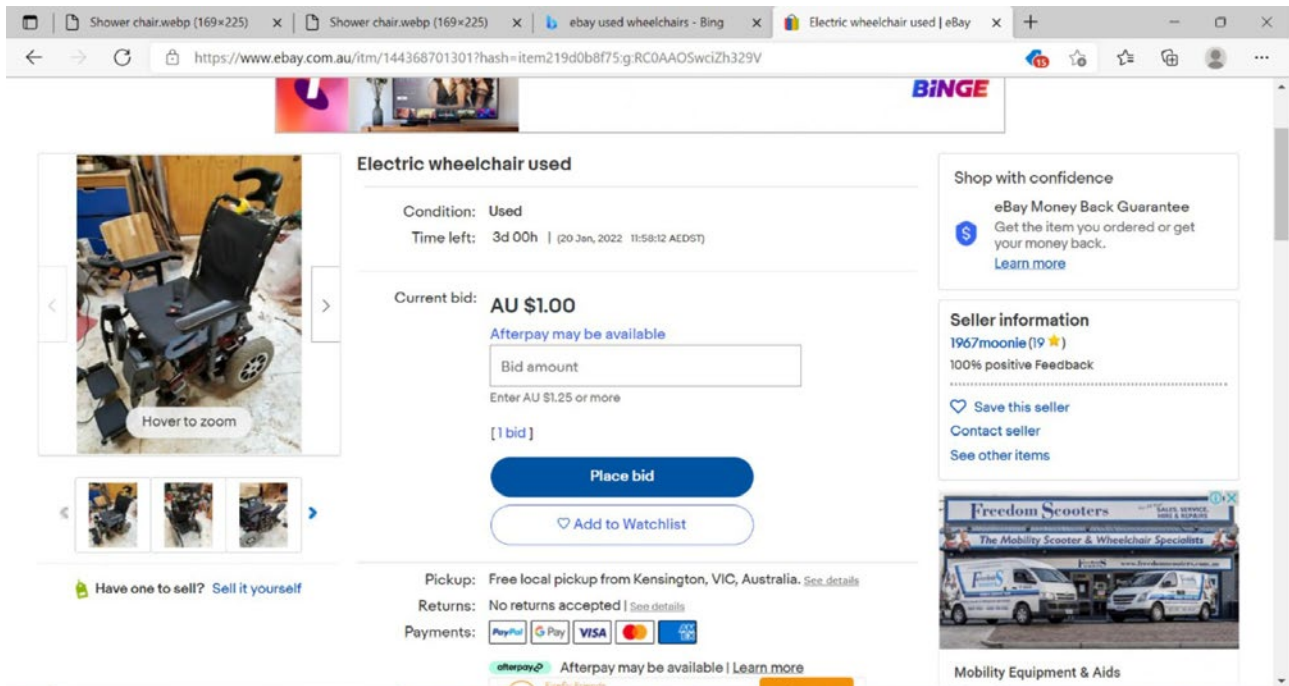 Shower chair.webp (169×225)
Shower chair.webp (169×225)
ebay used wheelchairs - Bing
Electric wheelchair used | eBay
https://www.ebay.com.au/itm/144368701301?hash=item219d0b8f75:g:RC0AAOSwciZh329V
15
BINGE
Electric wheelchair used
Condition: Used
Time left: 3d 00h | (20 Jan, 2022 11:58:12 AEDST)
Current bid: AU $1.00
Afterpay may be available
Bid amount
Enter AU $1.25 or more
[ 1 bid ]
Place bid
Add to Watchlist
Hover to zoom
Have one to sell? Sell it yourself
Pickup: Free local pickup from Kensington, VIC, Australia. See details
Returns: No returns accepted | See details
Payments: PayPal G Pay VISA
afterpay Afterpay may be available | Learn more
Shop with confidence
eBay Money Back Guarantee
Get the item you ordered or get
your money back.
Learn more
Seller information
1967moonie (19 )
100% positive Feedback
Save this seller
Contact seller
See other items
Freedom Scooters
SALES, SERVICE,
HIRE & REPAIRS
The Mobility Scooter & Wheelchair Specialists
Mobility Equipment & Aids